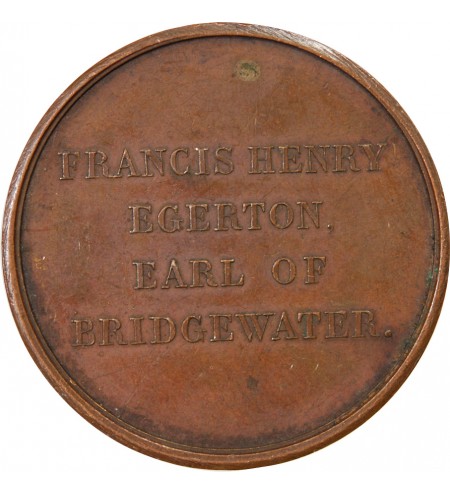 FRANCIS HENRY
EGERTON.
EARL OF
BRIDGEWATER.